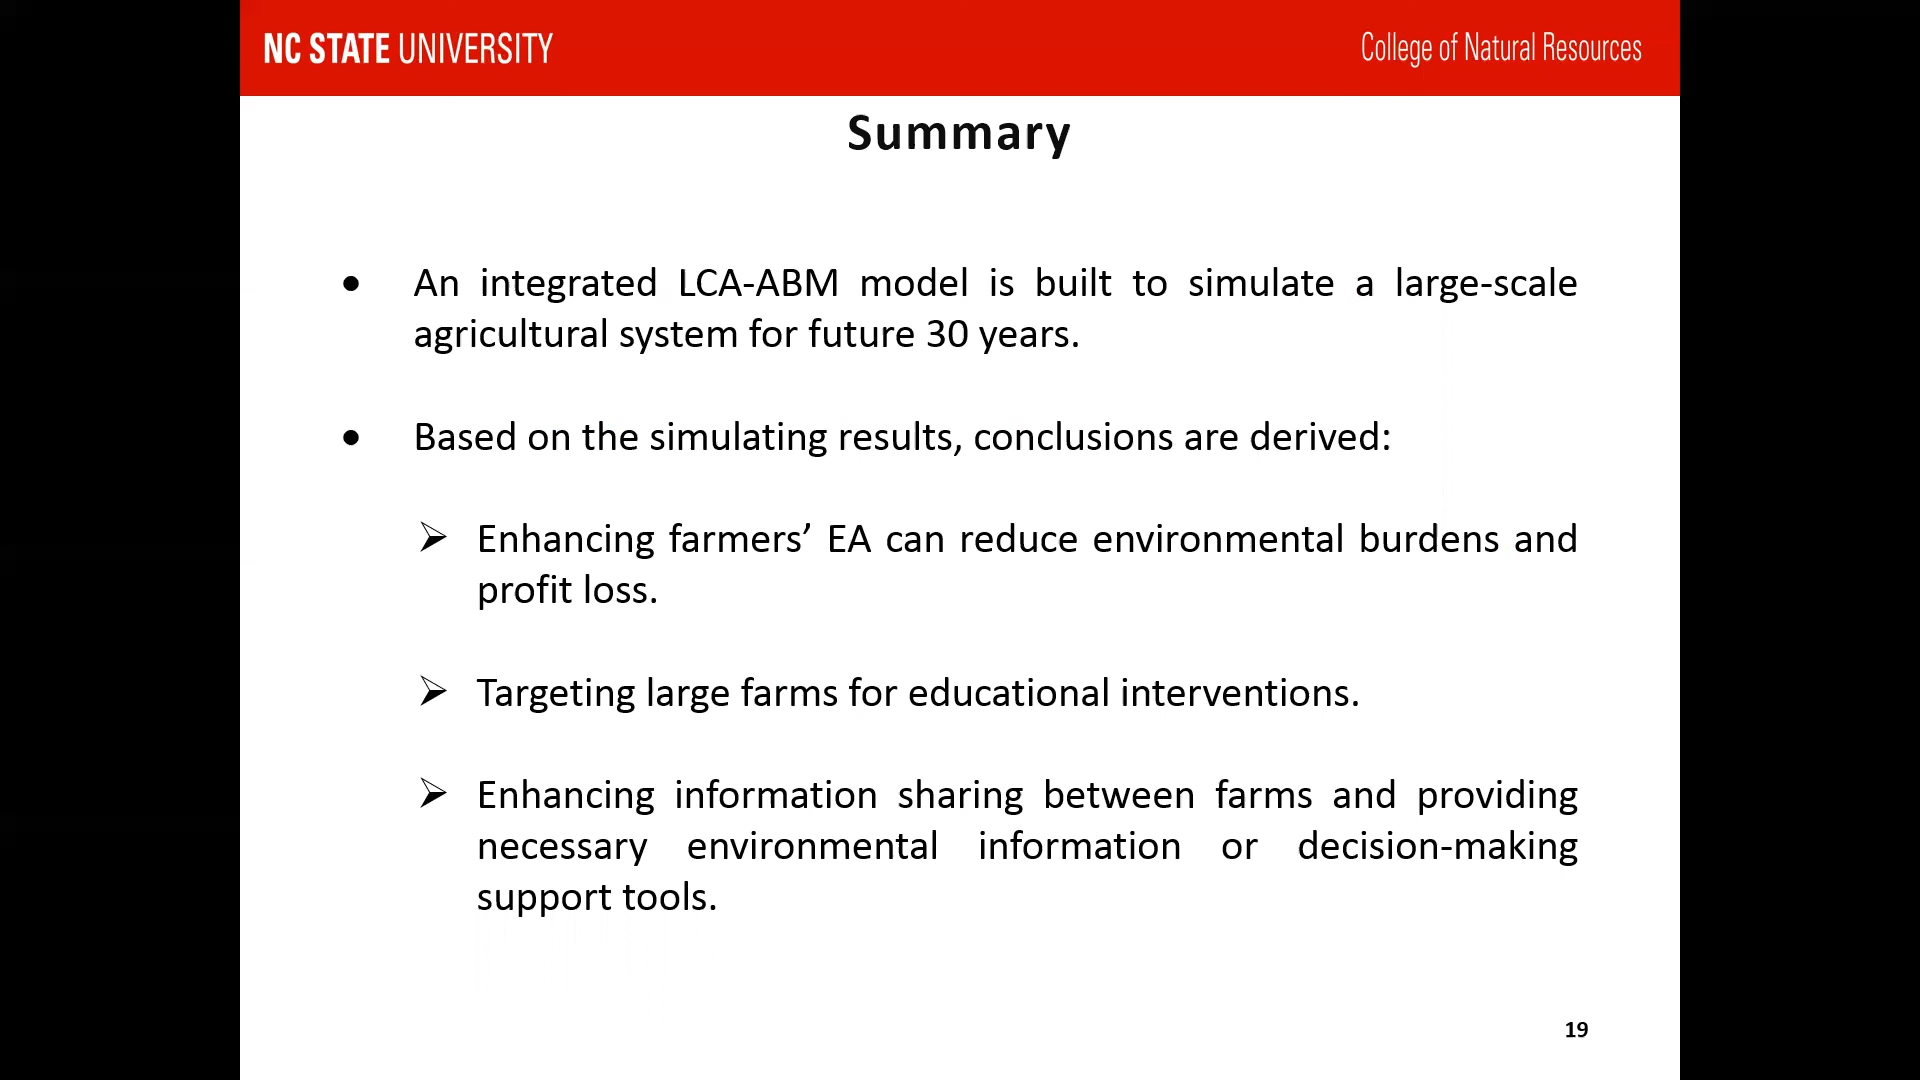 NC STATE UNIVERSITY
College of Natural Resources
Summary
• An integrated LCA-ABM model is built to simulate a large-scale
agricultural system for future 30 years.
• Based on the simulating results, conclusions are derived:
➢ Enhancing farmers’ EA can reduce environmental burdens and
profit loss.
➢ Targeting large farms for educational interventions.
➢ Enhancing information sharing between farms and providing
necessary environmental information or decision-making
support tools.
19